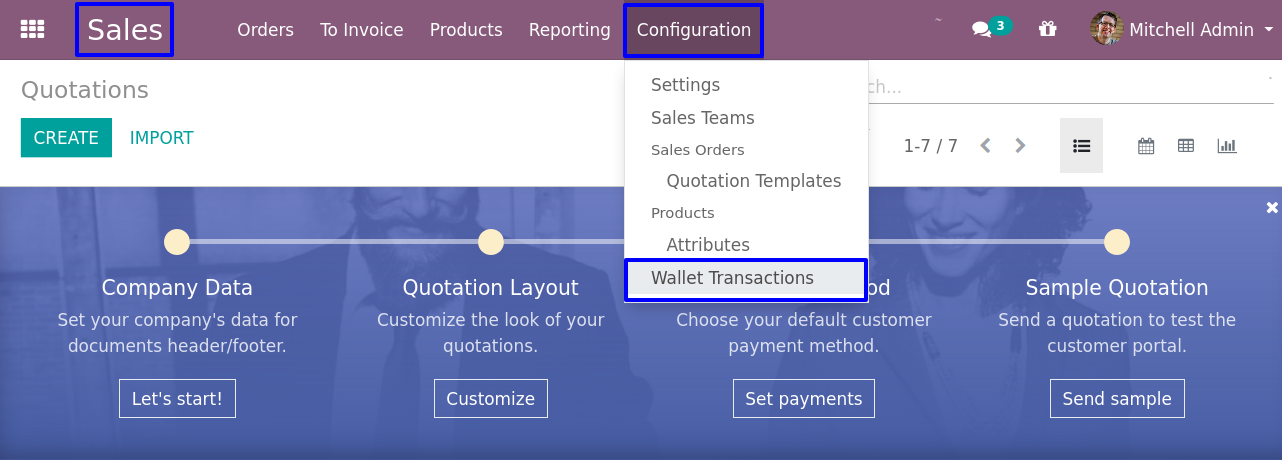 Sales Orders To Invoice Products Reporting Configuration 3 Mitchell Admin
Quotations
ch...
CREATE IMPORT
1-7 / 7
Settings
Sales Teams
Sales Orders
Quotation Templates
Products
Attributes
Wallet Transactions
Company Data
Set your company's data for
documents header/footer.
Let's start!
Quotation Layout
Customize the look of your
quotations.
Customize
od
Choose your default customer
payment method.
Set payments
Sample Quotation
Send a quotation to test the
customer portal.
Send sample